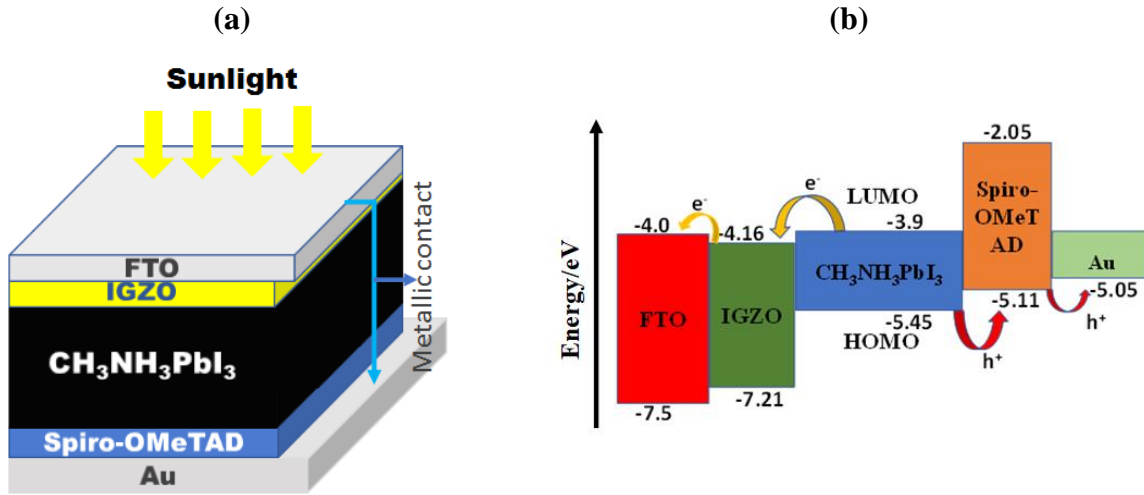 (a)
Sunlight
FTO
IGZO
CH₃NH₃PbI₃
Spiro-OMeTAD
Au
Metallic contact
(b)
Energy/eV
-2.05
e⁻
e⁻
LUMO
Spiro-
OMeT
AD
-4.0
-4.16
-3.9
FTO
IGZO
CH₃NH₃PbI₃
Au
-5.05
-5.11
-5.45
HOMO
h⁺
h⁺
-7.21
-7.5